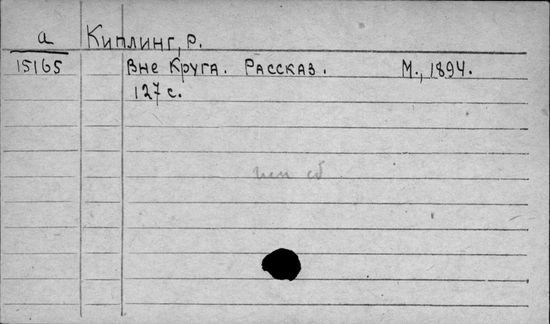 а Киплинг, Р.
15165 Вне Круга. Рассказ. М., 1894.
127 с.